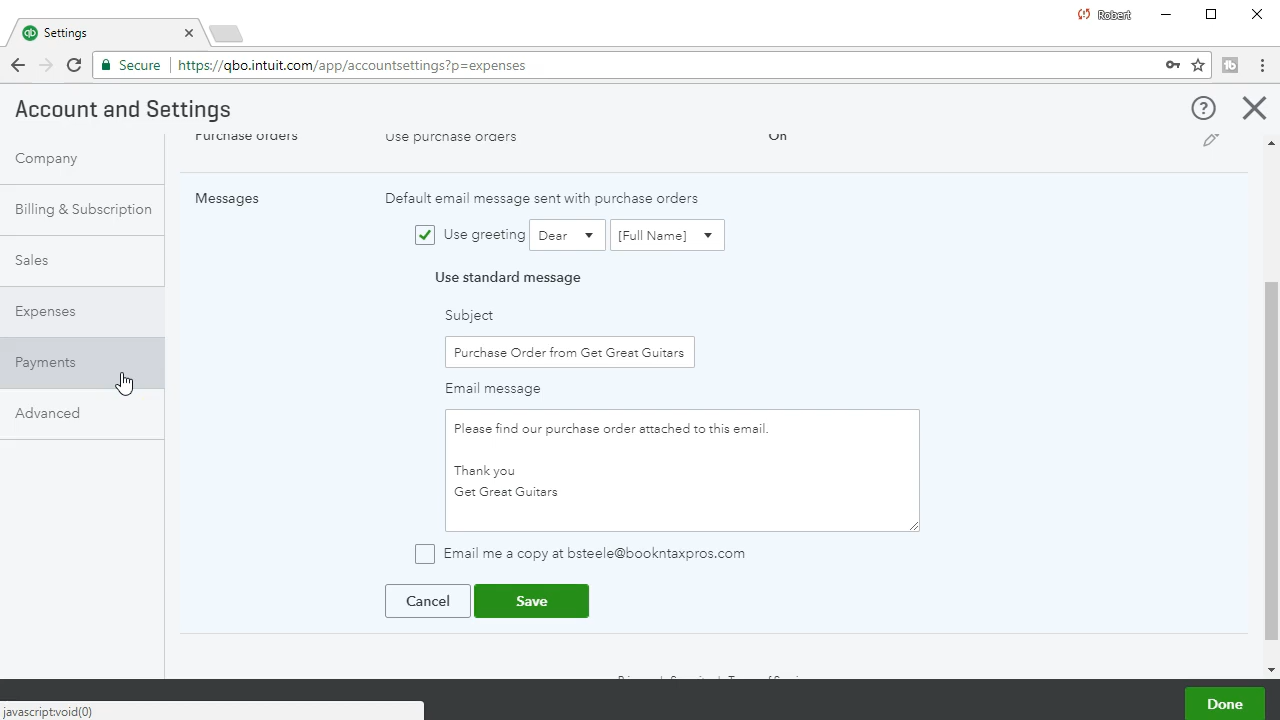 Settings
Robert
Secure https://qbo.intuit.com/app/accountsettings?p=expenses
Account and Settings
Purchase orders Use purchase orders On
Company
Billing & Subscription
Sales
Expenses
Payments
Advanced
Messages Default email message sent with purchase orders
Use greeting Dear [Full Name]
Use standard message
Subject
Purchase Order from Get Great Guitars
Email message
Please find our purchase order attached to this email.
Thank you
Get Great Guitars
Email me a copy at bsteele@bookntaxpros.com
Cancel Save
Done
javascript:void(0)